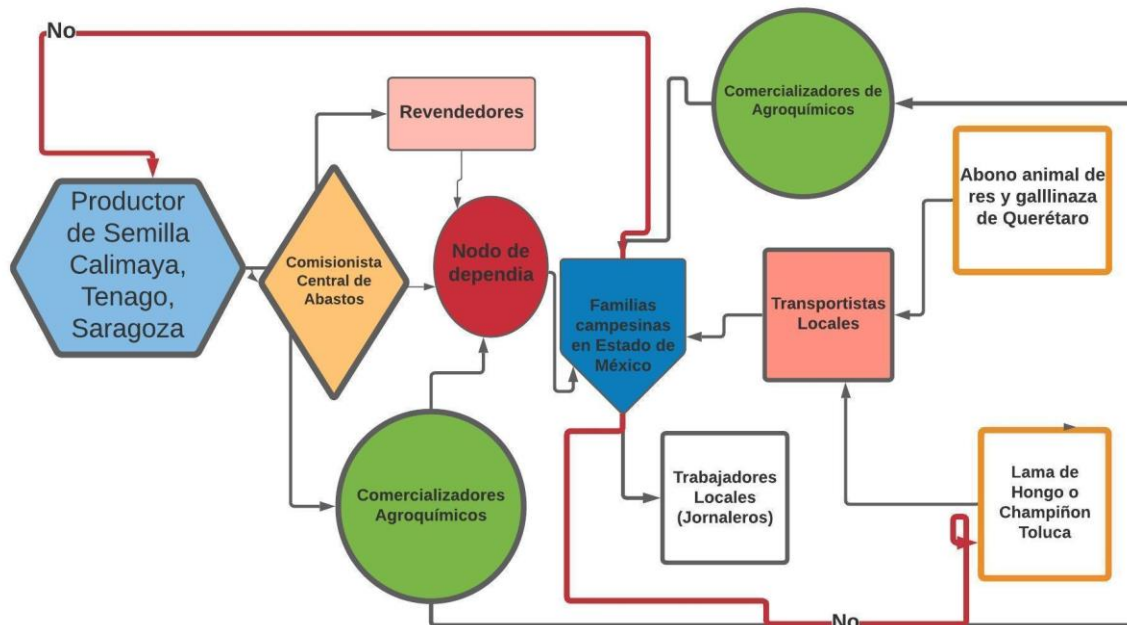 No
Revendedores
Comercializadores de
Agroquímicos
Abono animal de
res y galllinaza
de Querétaro
Productor
de Semilla
Calimaya,
Tenago,
Saragoza
Comisionista
Central de
Abastos
Nodo de
dependia
Familias
campesinas
en Estado de
México
Transportistas
Locales
Comercializadores
Agroquímicos
Trabajadores
Locales
(Jornaleros)
Lama de
Hongo o
Champiñon
Toluca
No